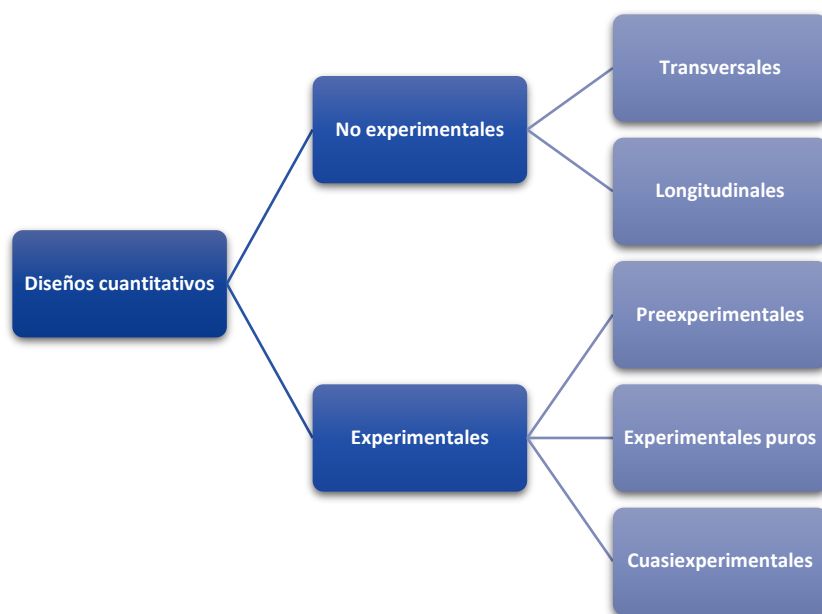 Diseños cuantitativos
No experimentales
Transversales
Longitudinales
Experimentales
Preexperimentales
Experimentales puros
Cuasiexperimentales